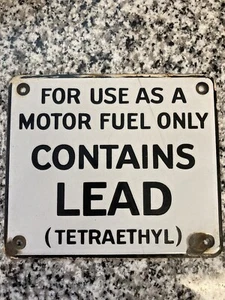 FOR USE AS A
MOTOR FUEL ONLY
CONTAINS
LEAD
(TETRAETHYL)